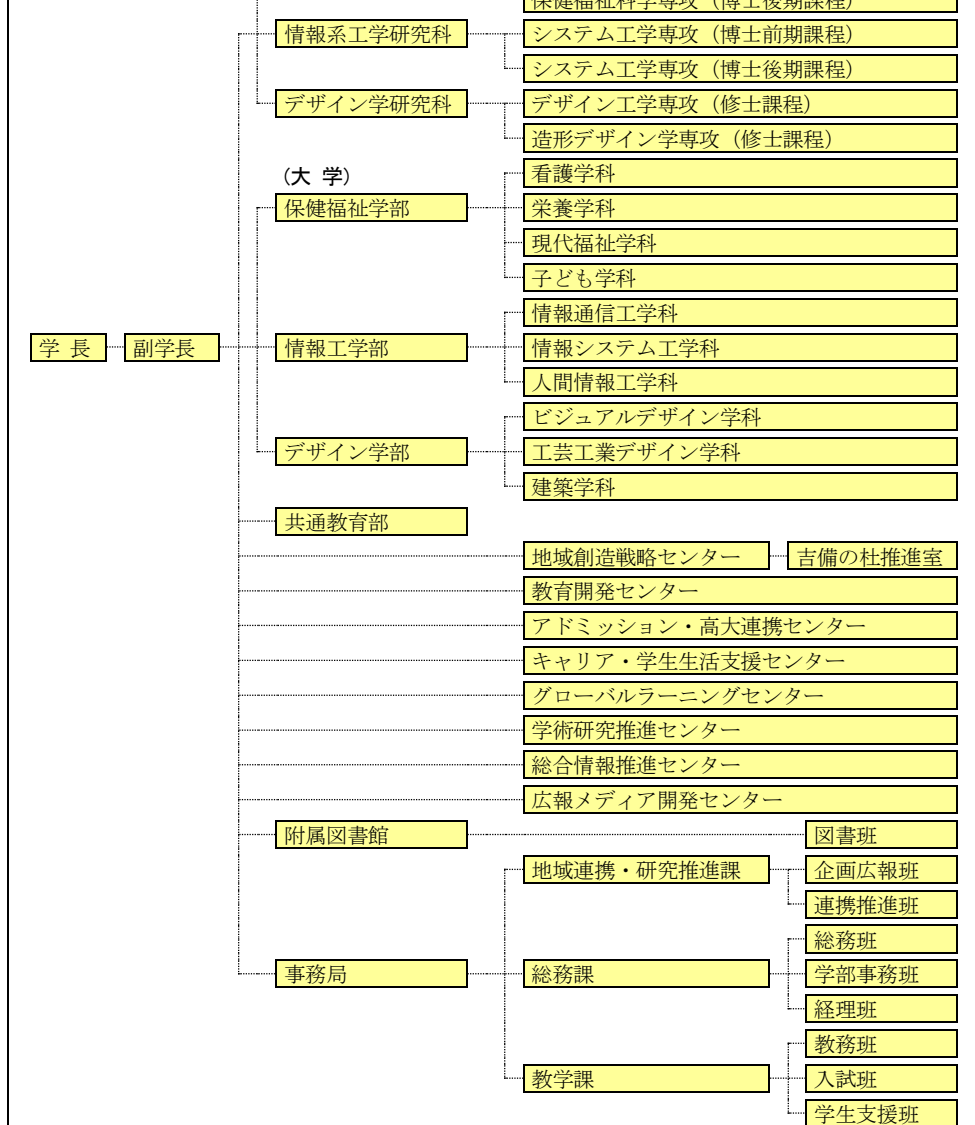 保健福祉科学専攻（博士後期課程）
情報系工学研究科 システム工学専攻（博士前期課程）
システム工学専攻（博士後期課程）
デザイン学研究科 デザイン工学専攻（修士課程）
造形デザイン学専攻（修士課程）
（大 学） 看護学科
保健福祉学部 栄養学科
現代福祉学科
子ども学科
情報通信工学科
学 長 副学長 情報工学部 情報システム工学科
人間情報工学科
ビジュアルデザイン学科
デザイン学部 工芸工業デザイン学科
建築学科
共通教育部
地域創造戦略センター 吉備の杜推進室
教育開発センター
アドミッション・高大連携センター
キャリア・学生生活支援センター
グローバルラーニングセンター
学術研究推進センター
総合情報推進センター
広報メディア開発センター
附属図書館 図書班
地域連携・研究推進課 企画広報班
連携推進班
総務班
事務局 総務課 学部事務班
経理班
教務班
教学課 入試班
学生支援班